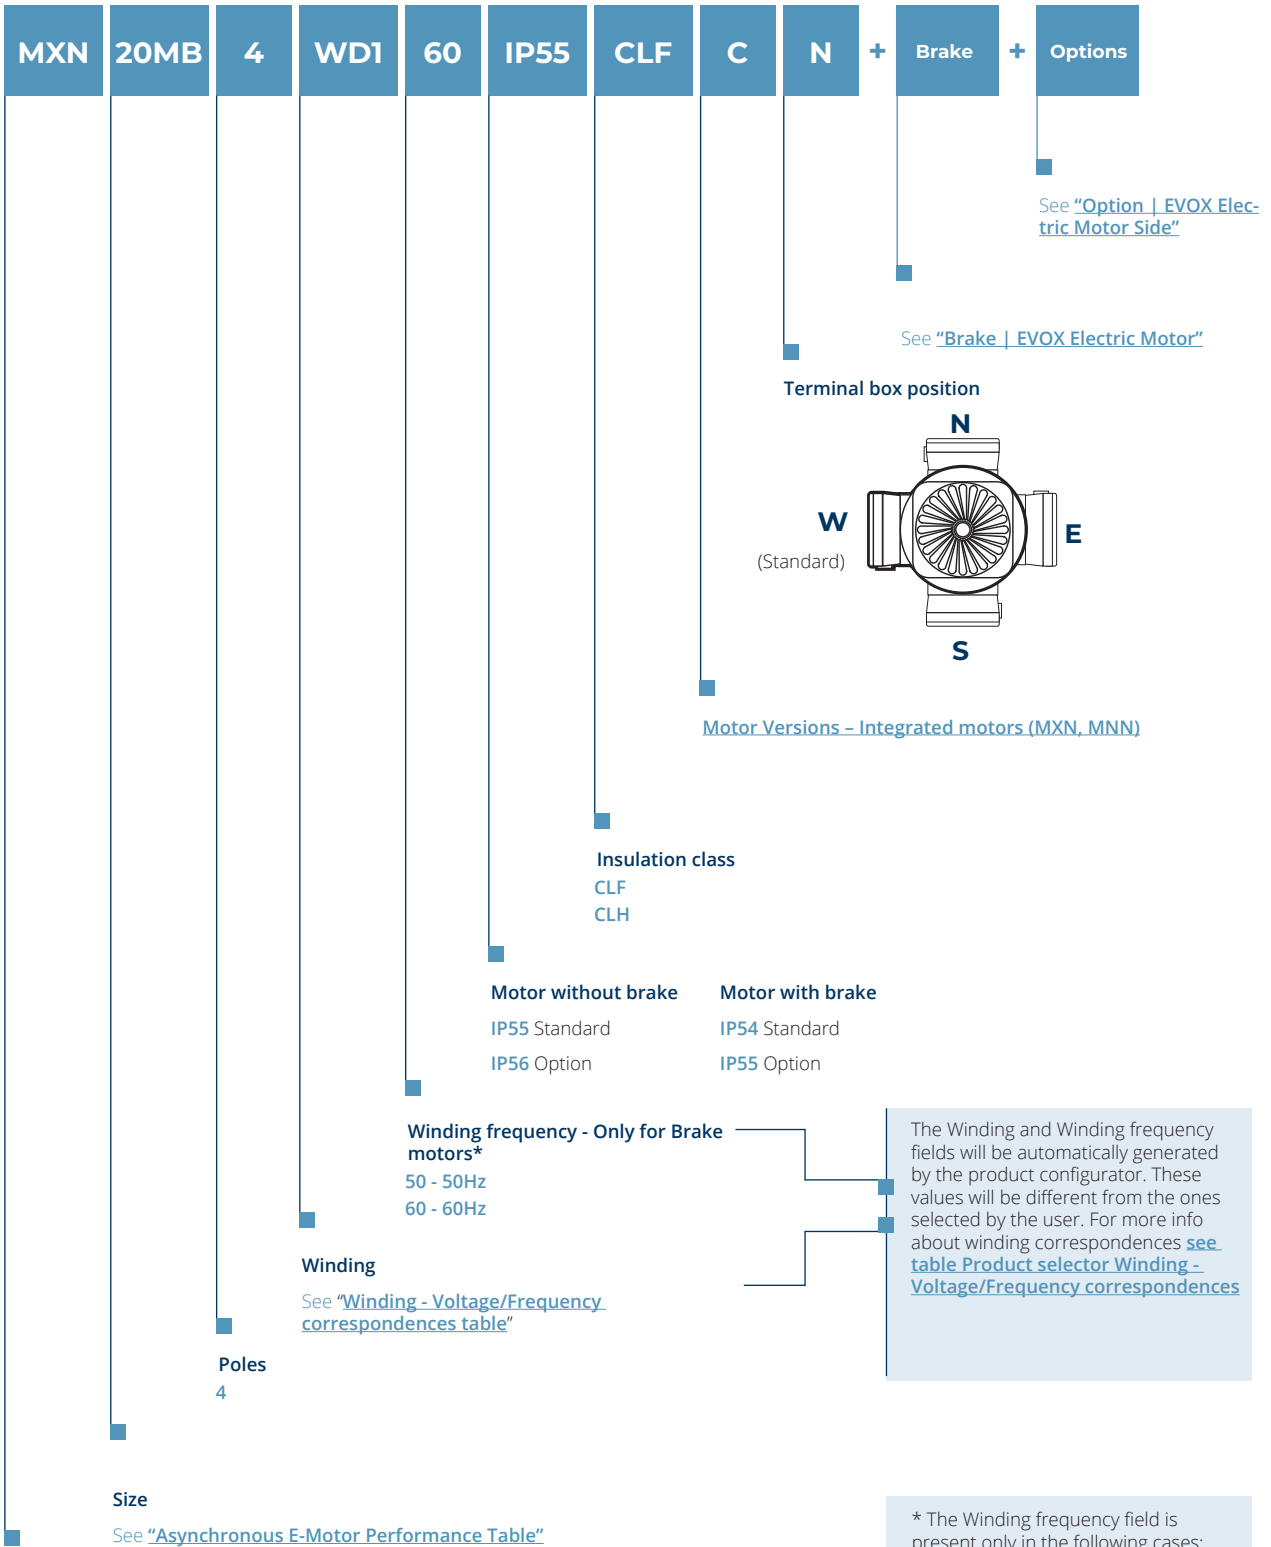 MXN 20MB 4 WD1 60 IP55 CLF C N + Brake + Options
See “Option | EVOX Elec-
tric Motor Side”
See “Brake | EVOX Electric Motor”
Terminal box position
N
W
E
(Standard)
S
Motor Versions – Integrated motors (MXN, MNN)
Insulation class
CLF
CLH
Motor without brake
IP55 Standard
IP56 Option
Motor with brake
IP54 Standard
IP55 Option
Winding frequency - Only for Brake
motors*
50 - 50Hz
60 - 60Hz
The Winding and Winding frequency
fields will be automatically generated
by the product configurator. These
values will be different from the ones
selected by the user. For more info
about winding correspondences see
table Product selector Winding -
Voltage/Frequency correspondences
Winding
See “Winding - Voltage/Frequency
correspondences table”
Poles
4
Size
See “Asynchronous E-Motor Performance Table”
* The Winding frequency field is
present only in the following cases: